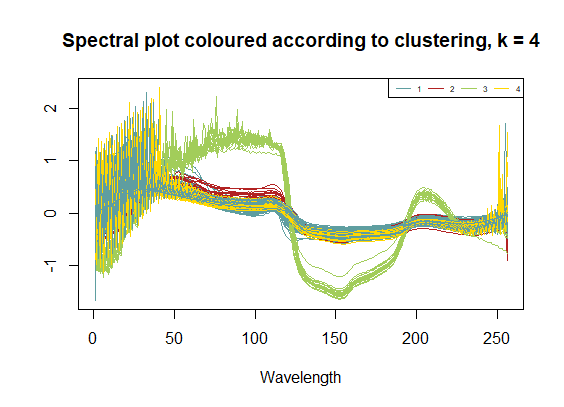 Spectral plot coloured according to clustering, k = 4
1 2 3 4
2
1
0
-1
0 50 100 150 200 250
Wavelength